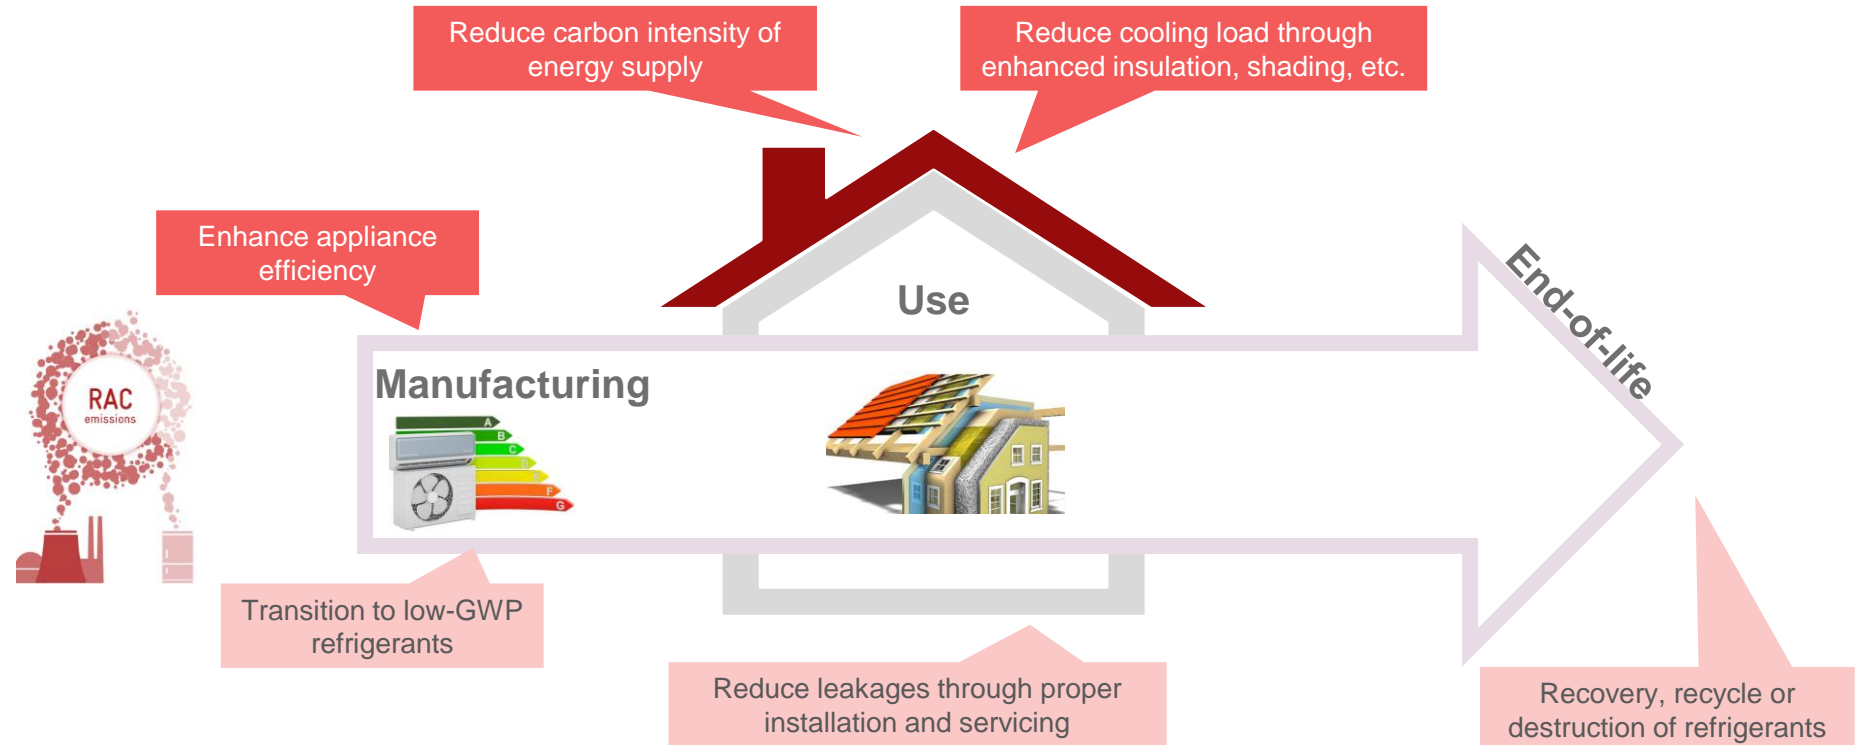 Reduce carbon intensity of
energy supply
Reduce cooling load through
enhanced insulation, shading, etc.
Enhance appliance
efficiency
Use
End-of-life
Manufacturing
RAC
emissions
A
B
C
D
F
G
Transition to low-GWP
refrigerants
Reduce leakages through proper
installation and servicing
Recovery, recycle or
destruction of refrigerants